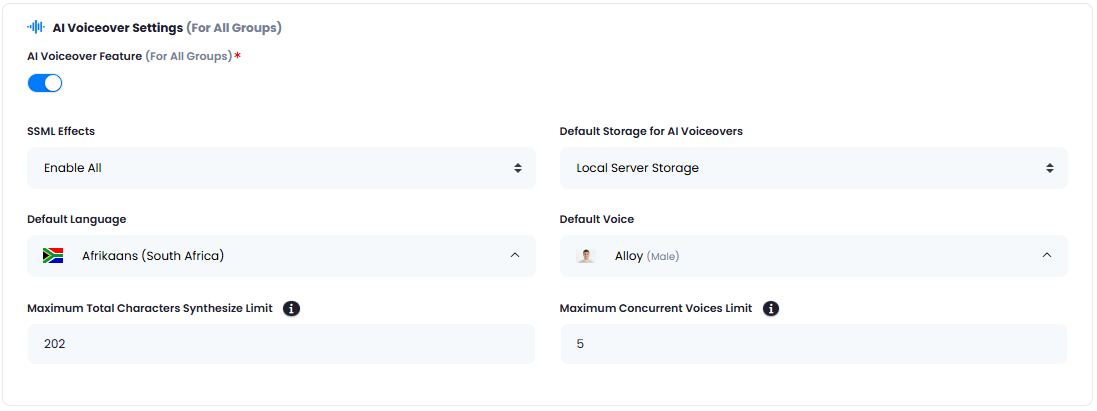 AI Voiceover Settings (For All Groups)
AI Voiceover Feature (For All Groups)*
SSML Effects
Default Storage for AI Voiceovers
Enable All
Local Server Storage
Default Language
Default Voice
Afrikaans (South Africa)
Alloy (Male)
Maximum Total Characters Synthesize Limit i
Maximum Concurrent Voices Limit i
202
5